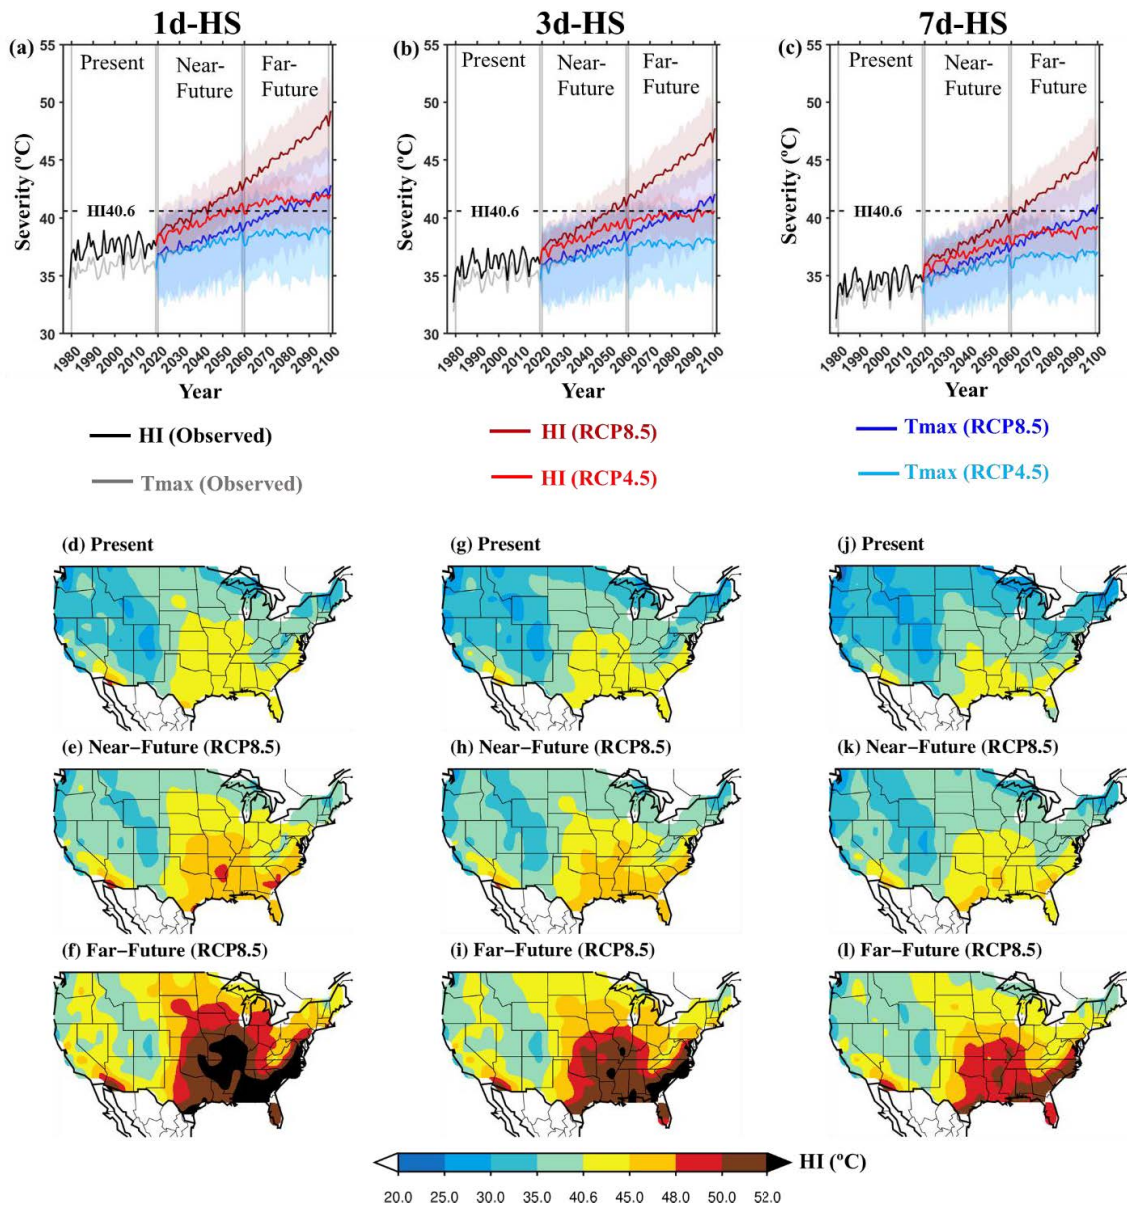 1d-HS
3d-HS
7d-HS
(a)
55
50
45
40
35
30
Severity (ºC)
Present
Near-
Future
Far-
Future
HI40.6
1980
1990
2000
2010
2020
2030
2040
2050
2060
2070
2080
2090
2100
Year
(b)
55
50
45
40
35
30
Severity (ºC)
Present
Near-
Future
Far-
Future
HI40.6
1980
1990
2000
2010
2020
2030
2040
2050
2060
2070
2080
2090
2100
Year
(c)
55
50
45
40
35
30
Severity (ºC)
Present
Near-
Future
Far-
Future
HI40.6
1980
1990
2000
2010
2020
2030
2040
2050
2060
2070
2080
2090
2100
Year
HI (Observed)
HI (RCP8.5)
Tmax (RCP8.5)
Tmax (Observed)
HI (RCP4.5)
Tmax (RCP4.5)
(d) Present
(g) Present
(j) Present
(e) Near−Future (RCP8.5)
(h) Near−Future (RCP8.5)
(k) Near−Future (RCP8.5)
(f) Far−Future (RCP8.5)
(i) Far−Future (RCP8.5)
(l) Far−Future (RCP8.5)
HI (ºC)
20.0 25.0 30.0 35.0 40.6 45.0 48.0 50.0 52.0